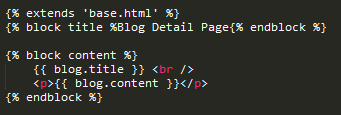 {% extends 'base.html' %}
{% block title %Blog Detail Page{% endblock %}
{% block content %}
{{ blog.title }} <br />
<p>{{ blog.content }}</p>
{% endblock %}